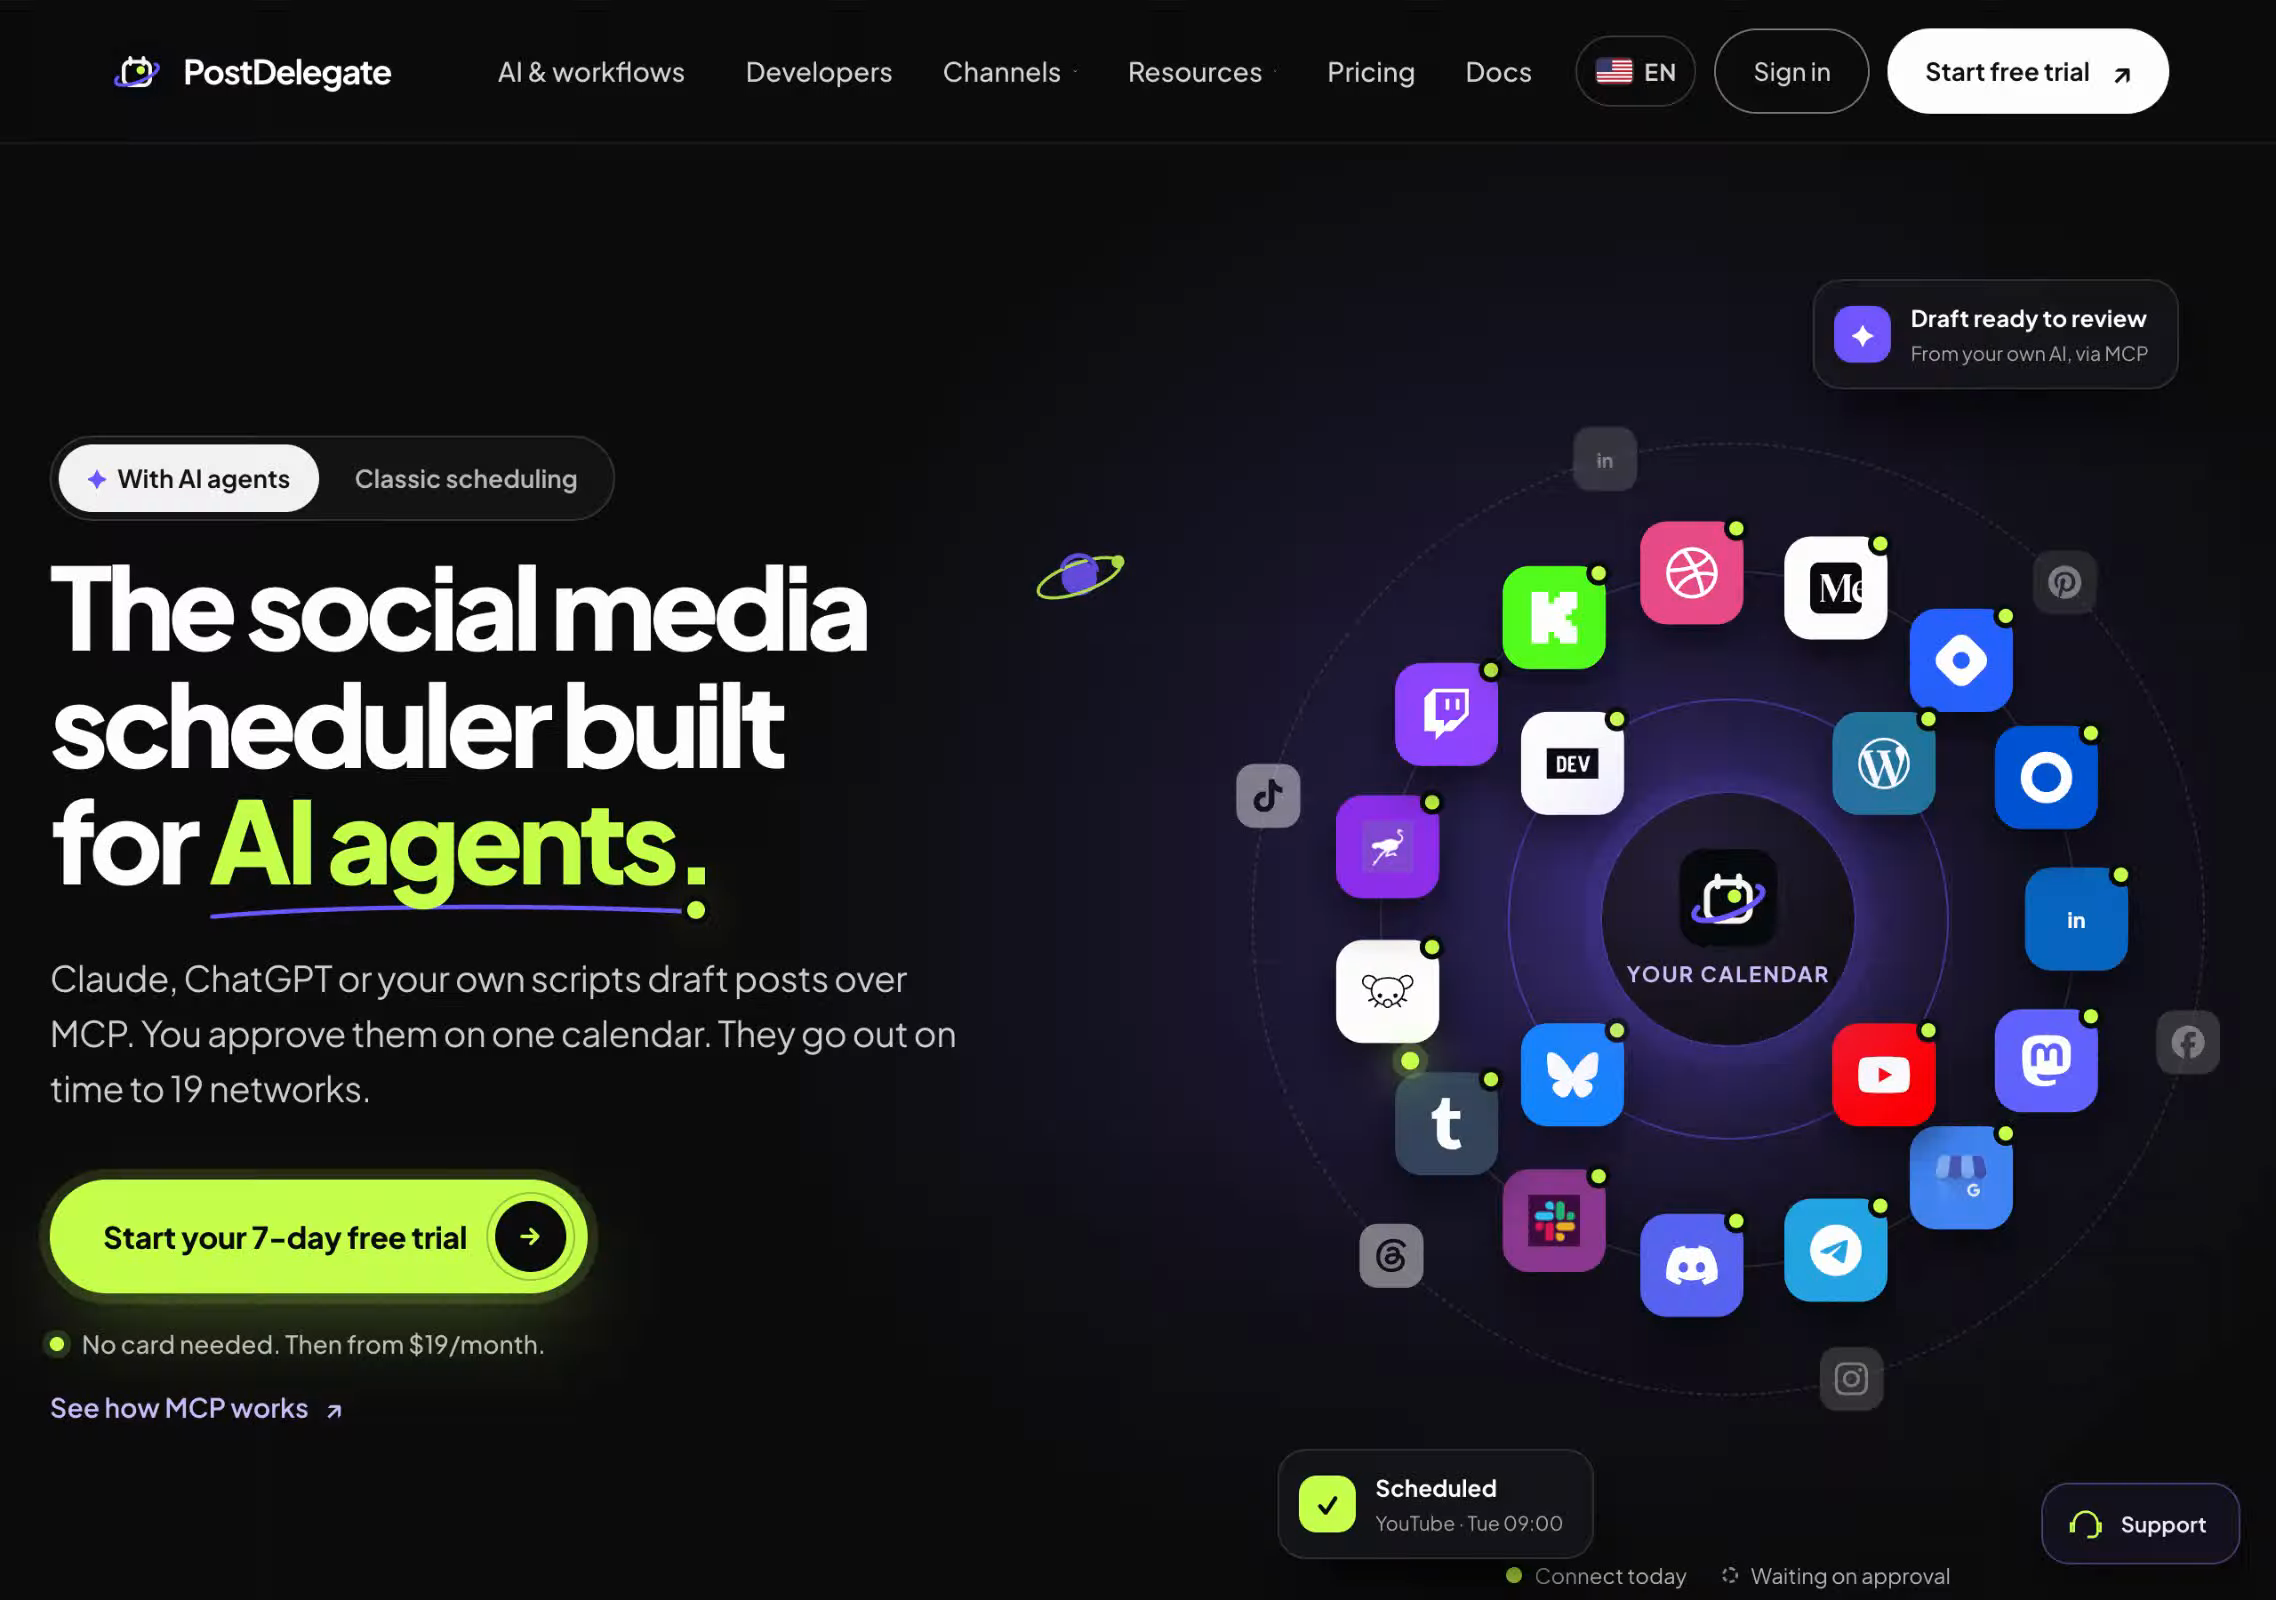 PostDelegate
AI & workflows
Developers
Channels
Resources
Pricing
Docs
EN
Sign in
Start free trial
Draft ready to review
From your own AI, via MCP
With AI agents
Classic scheduling
The social media
scheduler built
for AI agents.
Claude, ChatGPT or your own scripts draft posts over
MCP. You approve them on one calendar. They go out on
time to 19 networks.
Start your 7-day free trial
No card needed. Then from $19/month.
See how MCP works
in
Me
DEV
in
YOUR CALENDAR
t
G
Scheduled
YouTube · Tue 09:00
Connect today
Waiting on approval
Support